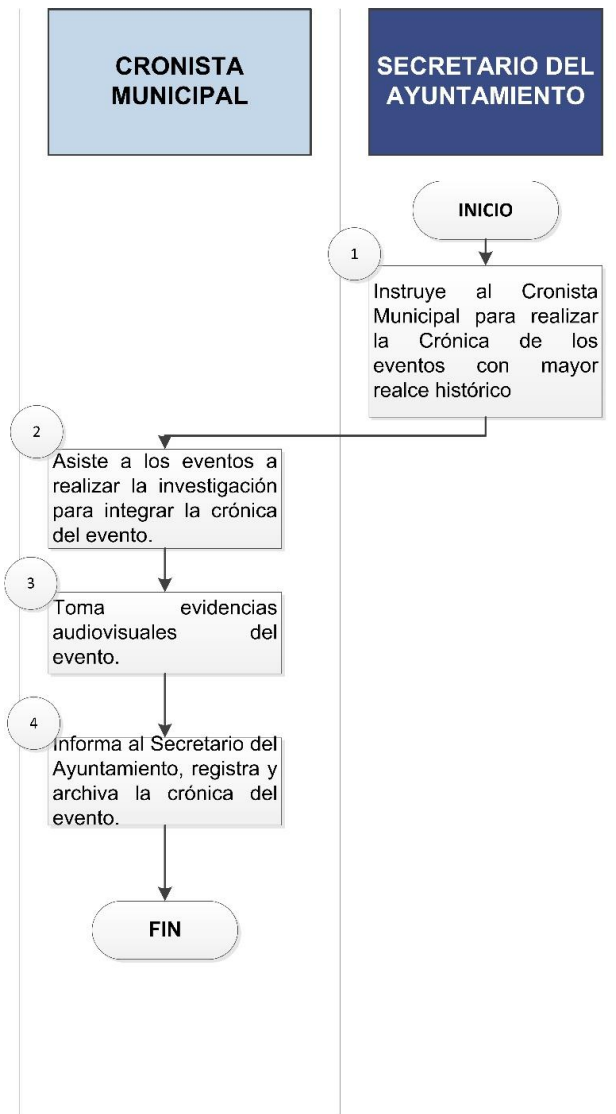 CRONISTA
MUNICIPAL
SECRETARIO DEL
AYUNTAMIENTO
INICIO
1
Instruye al Cronista
Municipal para realizar
la Crónica de los
eventos con mayor
realce histórico
2
Asiste a los eventos a
realizar la investigación
para integrar la crónica
del evento.
3
Toma evidencias
audiovisuales del
evento.
4
Informa al Secretario del
Ayuntamiento, registra y
archiva la crónica del
evento.
FIN